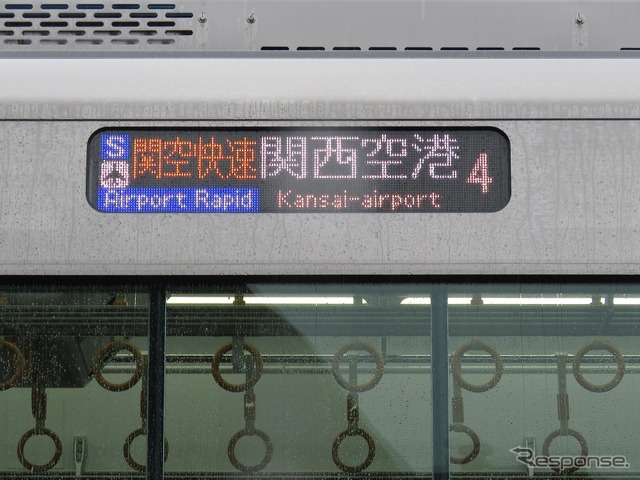 S 関空快速 関西空港 4
Airport Rapid Kansai-airport
Response.